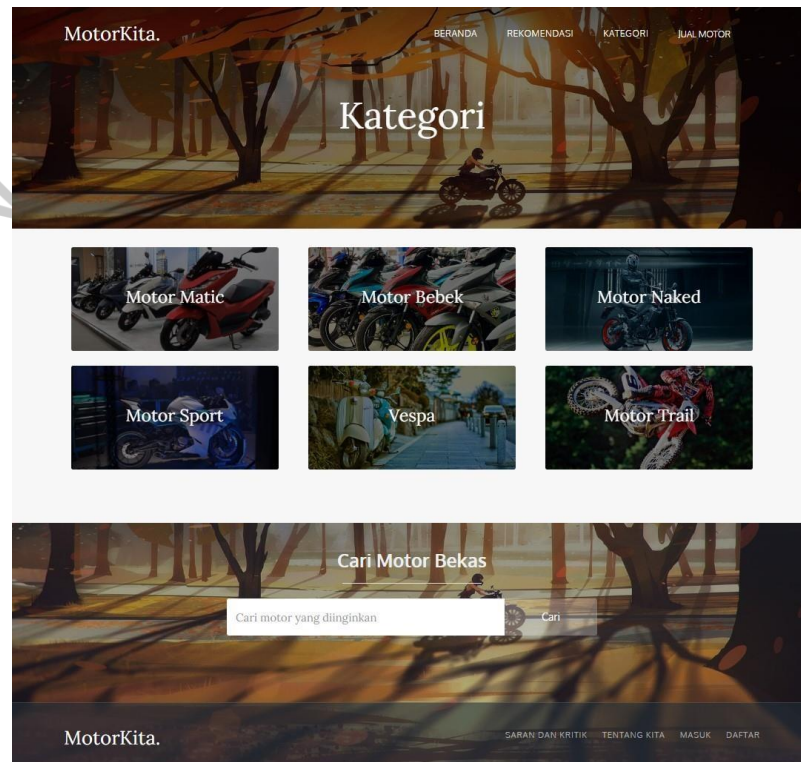 MotorKita.
BERANDA REKOMENDASI KATEGORI JUAL MOTOR
Kategori
Motor Matic
Motor Bebek
Motor Naked
Motor Sport
Vespa
Motor Trail
Cari Motor Bekas
Cari motor yang diinginkan
Cari
MotorKita.
SARAN DAN KRITIK TENTANG KITA MASUK DAFTAR